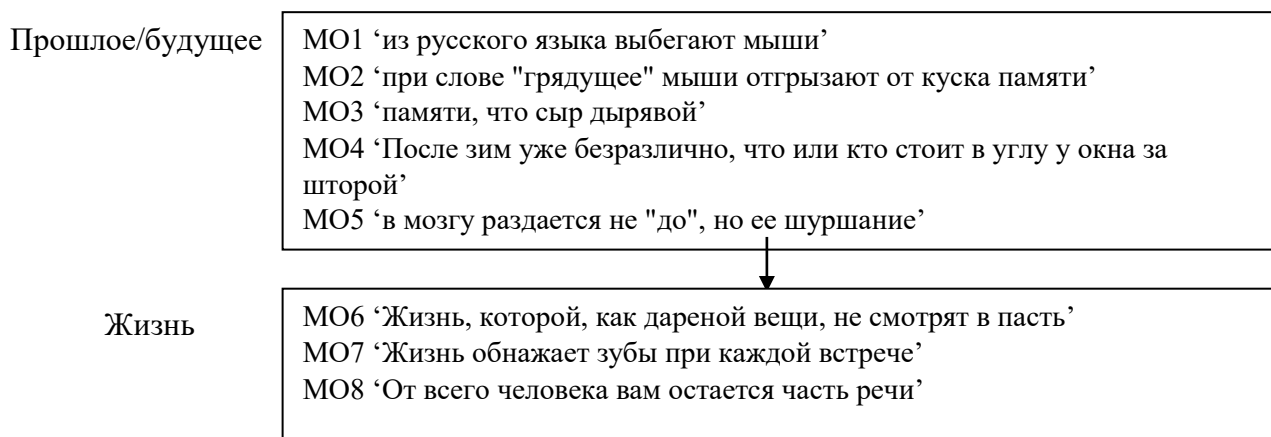 Прошлое/будущее
МО1 ‘из русского языка выбегают мыши’
МО2 ‘при слове "грядущее" мыши отгрызают от куска памяти’
МО3 ‘памяти, что сыр дырявой’
МО4 ‘После зим уже безразлично, что или кто стоит в углу у окна за
шторой’
МО5 ‘в мозгу раздается не "до", но ее шуршание’
Жизнь
МО6 ‘Жизнь, которой, как дареной вещи, не смотрят в пасть’
МО7 ‘Жизнь обнажает зубы при каждой встрече’
МО8 ‘От всего человека вам остается часть речи’